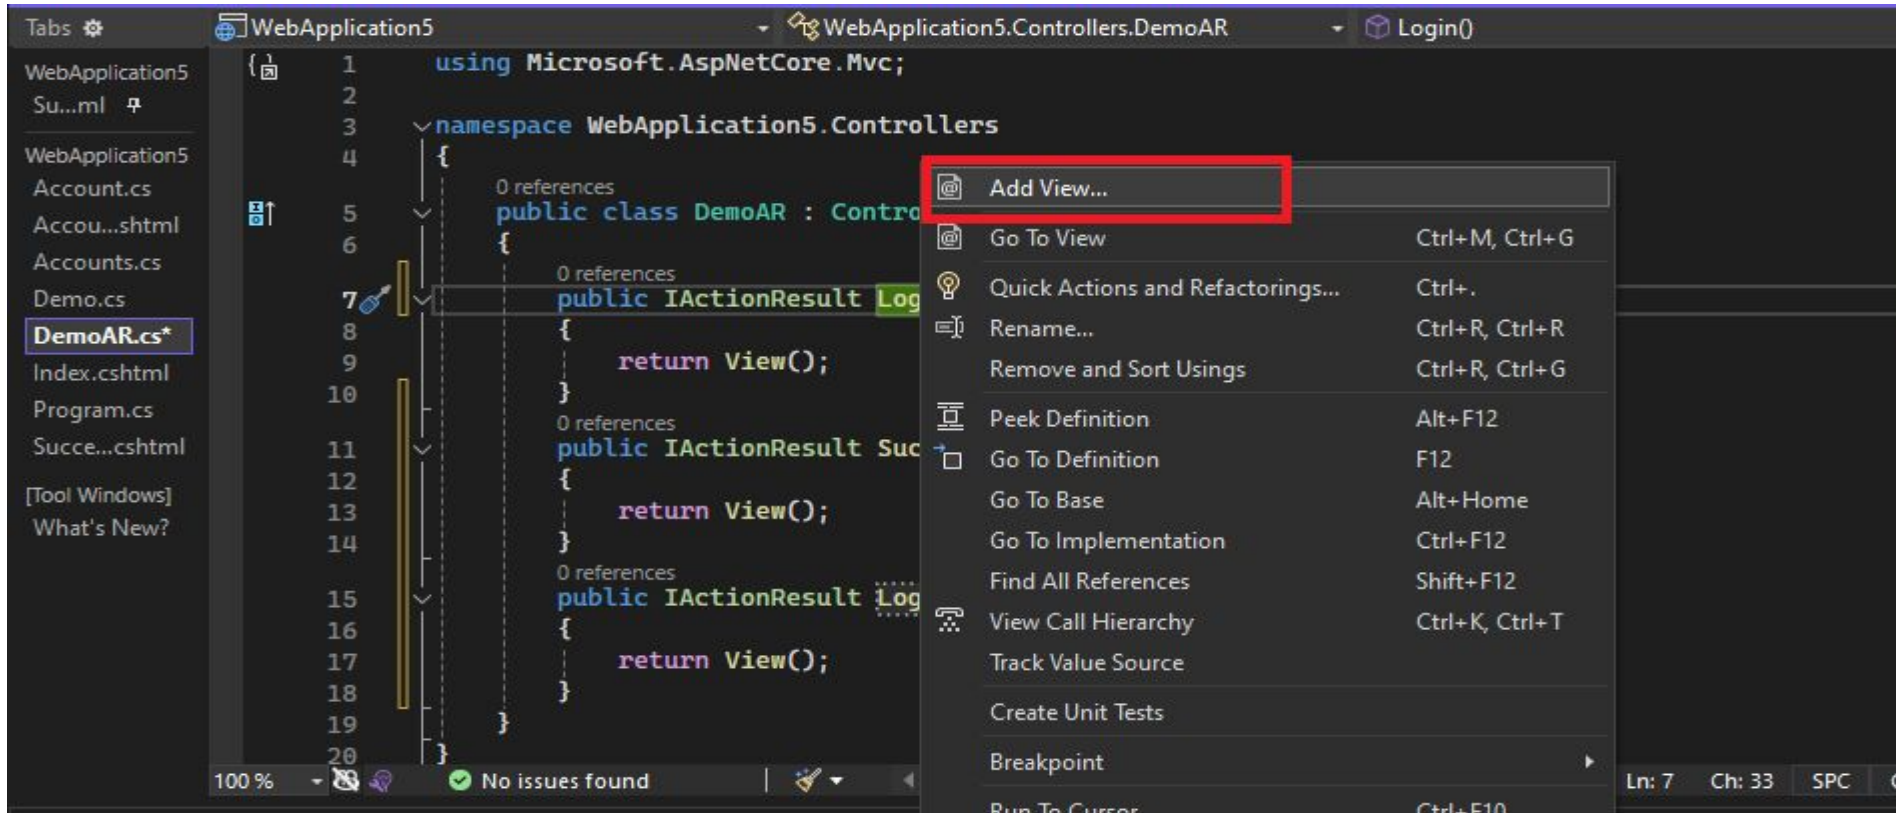 Tabs
WebApplication5
WebApplication5.Controllers.DemoAR
Login()
WebApplication5
Su...ml
WebApplication5
Account.cs
Accou...shtml
Accounts.cs
Demo.cs
DemoAR.cs*
Index.cshtml
Program.cs
Succe...cshtml
[Tool Windows]
What's New?
1 using Microsoft.AspNetCore.Mvc;
2
3 namespace WebApplication5.Controllers
4 {
0 references
5 public class DemoAR : Contro
6 {
0 references
7 public IActionResult Log
8 {
9 return View();
10 }
0 references
11 public IActionResult Suc
12 {
13 return View();
14 }
0 references
15 public IActionResult Log
16 {
17 return View();
18 }
19 }
20 }
Add View...
Go To View Ctrl+M, Ctrl+G
Quick Actions and Refactorings... Ctrl+.
Rename... Ctrl+R, Ctrl+R
Remove and Sort Usings Ctrl+R, Ctrl+G
Peek Definition Alt+F12
Go To Definition F12
Go To Base Alt+Home
Go To Implementation Ctrl+F12
Find All References Shift+F12
View Call Hierarchy Ctrl+K, Ctrl+T
Track Value Source
Create Unit Tests
Breakpoint
Run To Cursor Ctrl+F10
100 % No issues found Ln: 7 Ch: 33 SPC